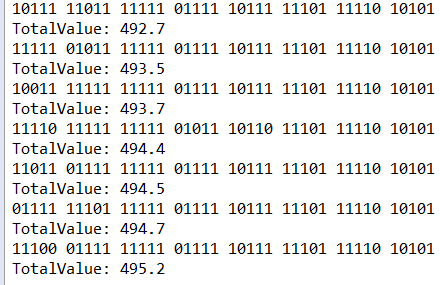 10111 11011 11111 01111 10111 11101 11110 10101
TotalValue: 492.7
11111 01011 11111 01111 10111 11101 11110 10101
TotalValue: 493.5
10011 11111 11111 01111 10111 11101 11110 10101
TotalValue: 493.7
11110 11111 11111 01011 10110 11101 11110 10101
TotalValue: 494.4
11011 01111 11111 01111 10111 11101 11110 10101
TotalValue: 494.5
01111 11101 11111 01111 10111 11101 11110 10101
TotalValue: 494.7
11100 01111 11111 01111 10111 11101 11110 10101
TotalValue: 495.2